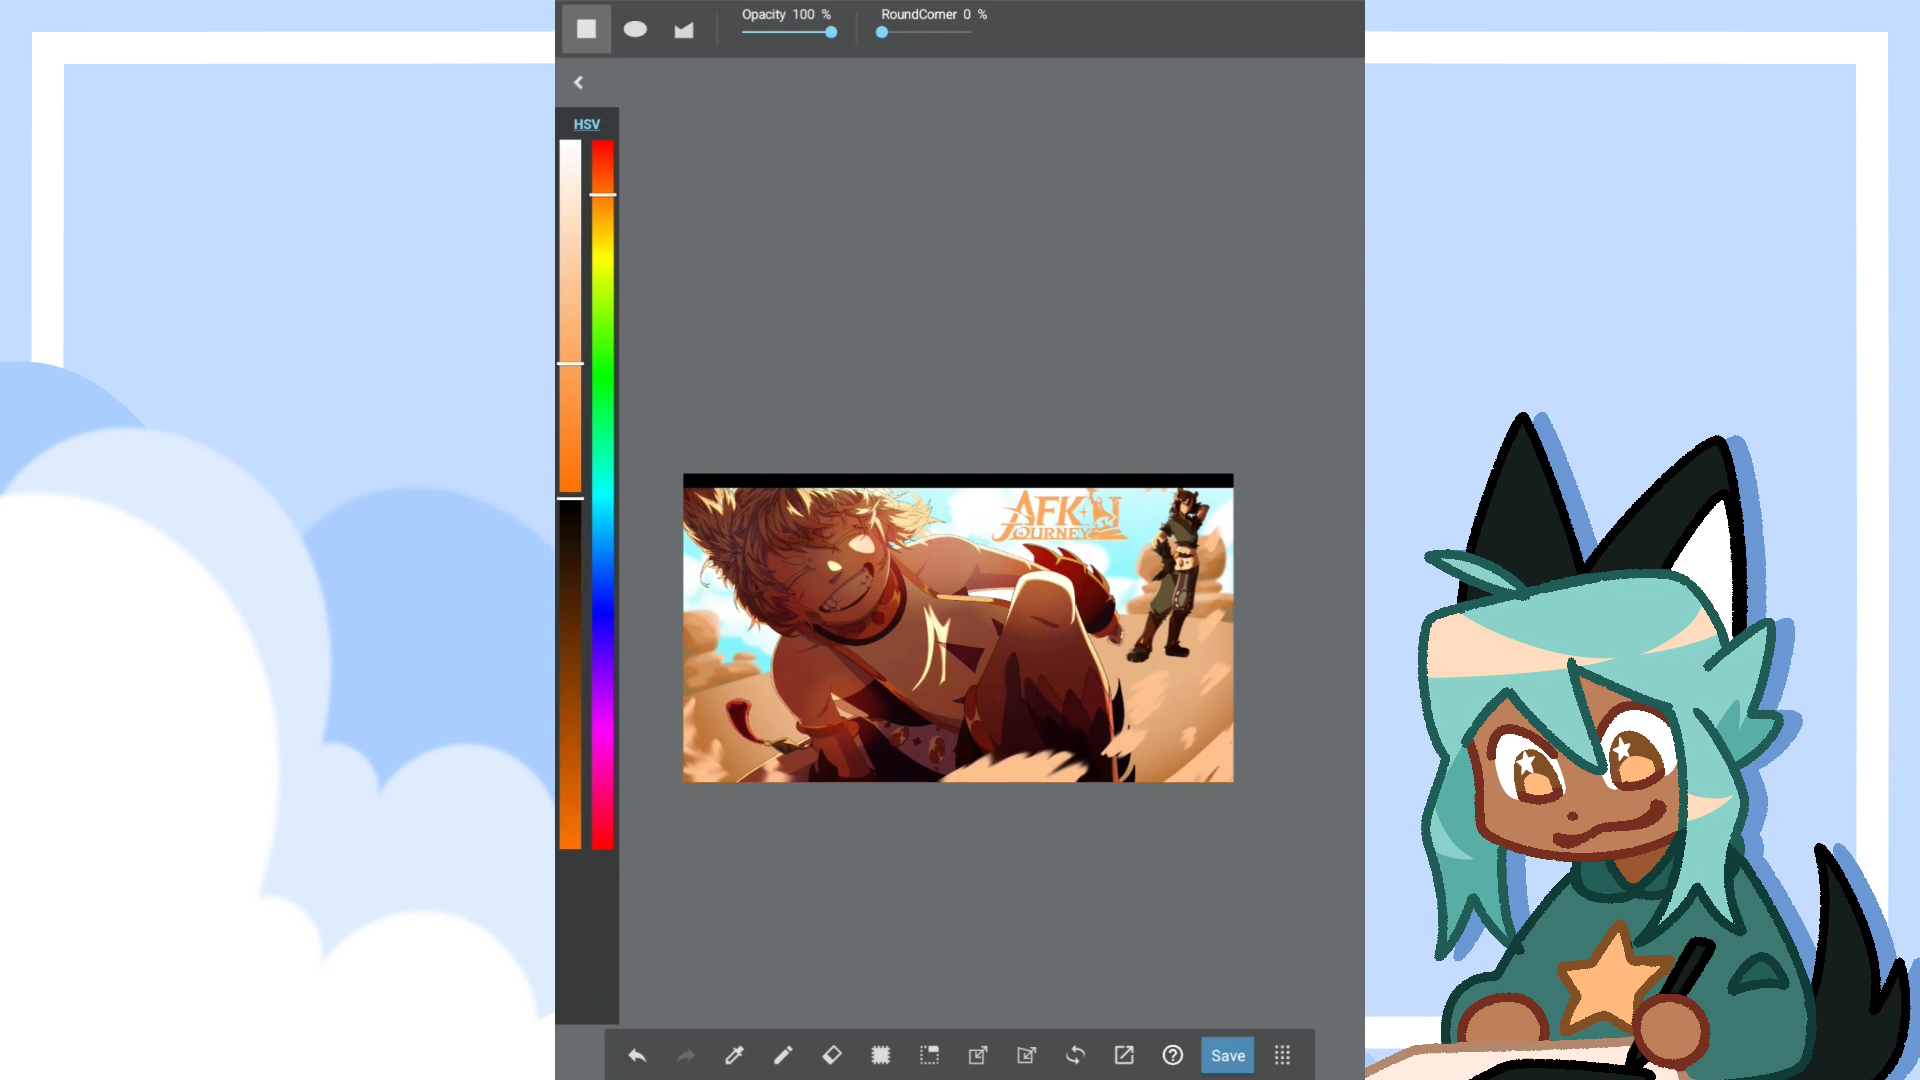 Opacity 100 %
RoundCorner 0 %
HSV
AFK
JOURNEY
Save